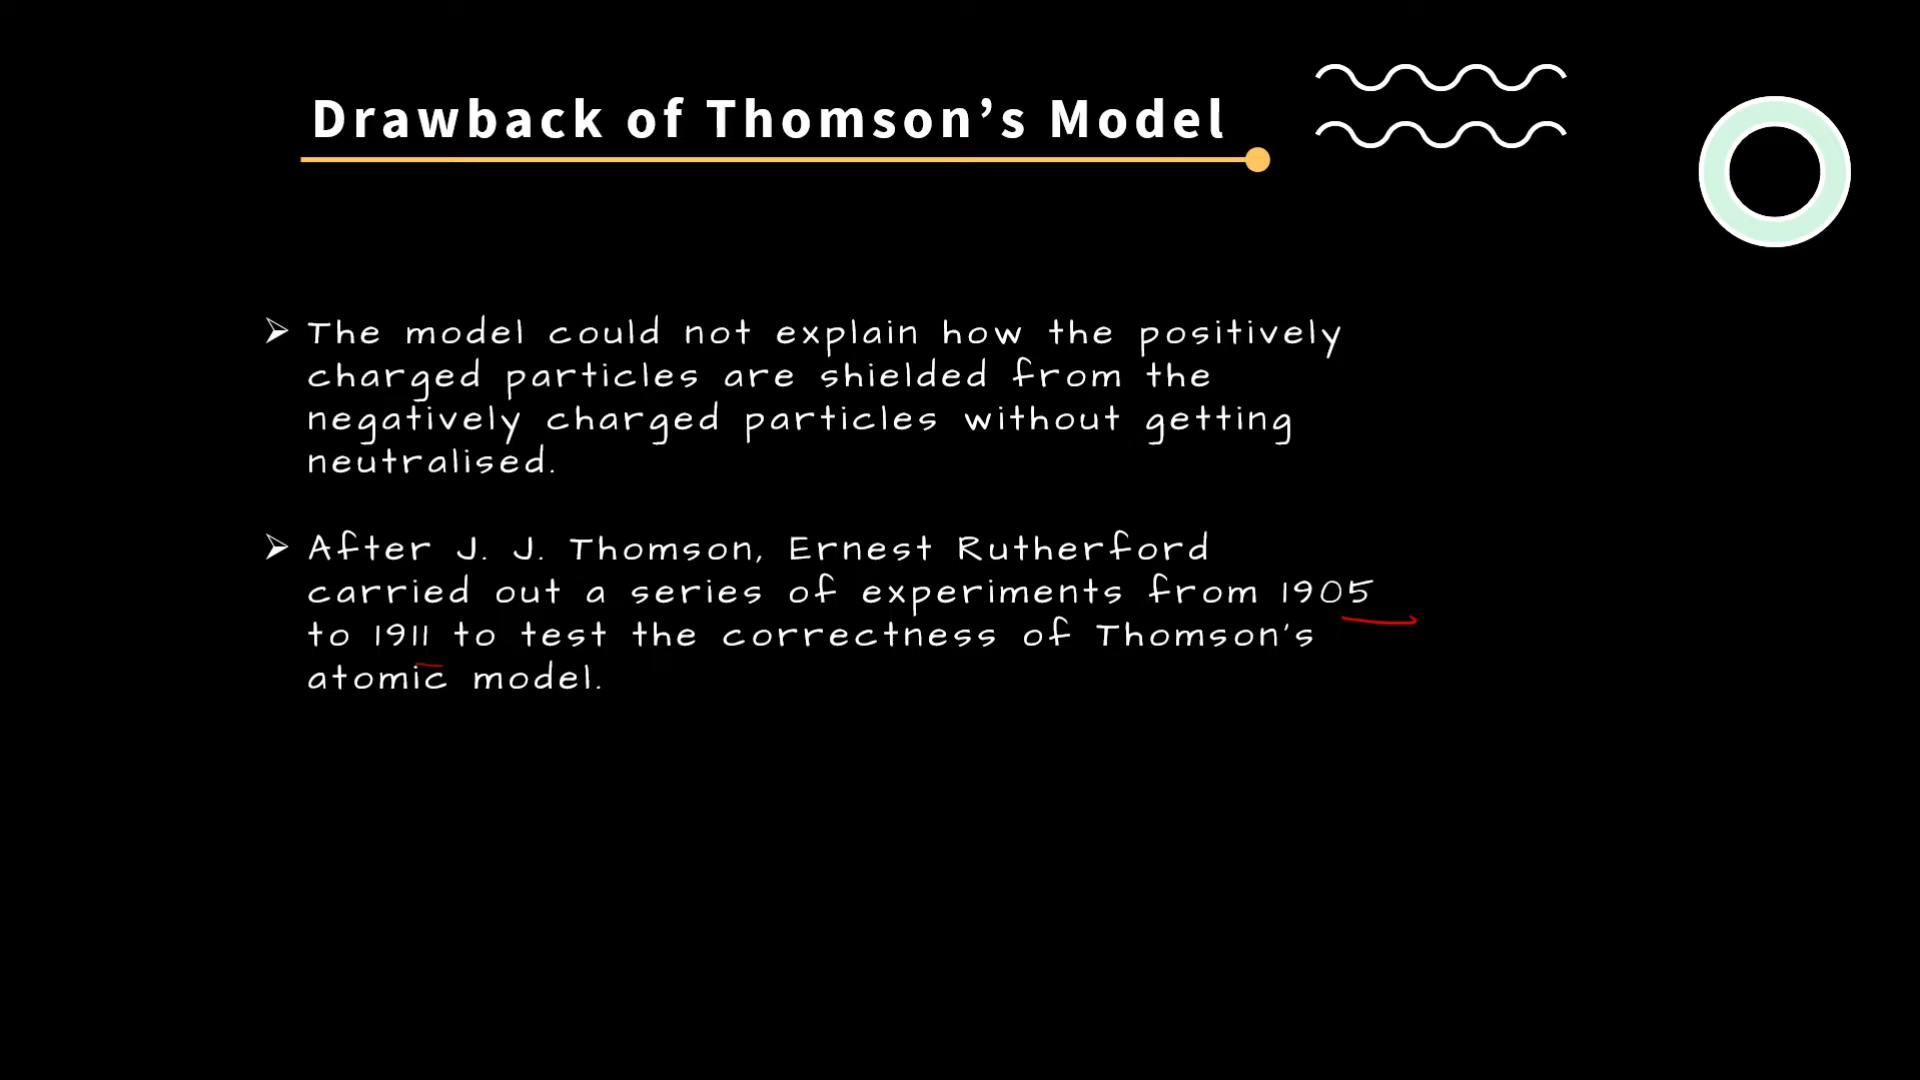 Drawback of Thomson’s Model
➢ The model could not explain how the positively
charged particles are shielded from the
negatively charged particles without getting
neutralised.
➢ After J. J. Thomson, Ernest Rutherford
carried out a series of experiments from 1905
to 1911 to test the correctness of Thomson's
atomic model.